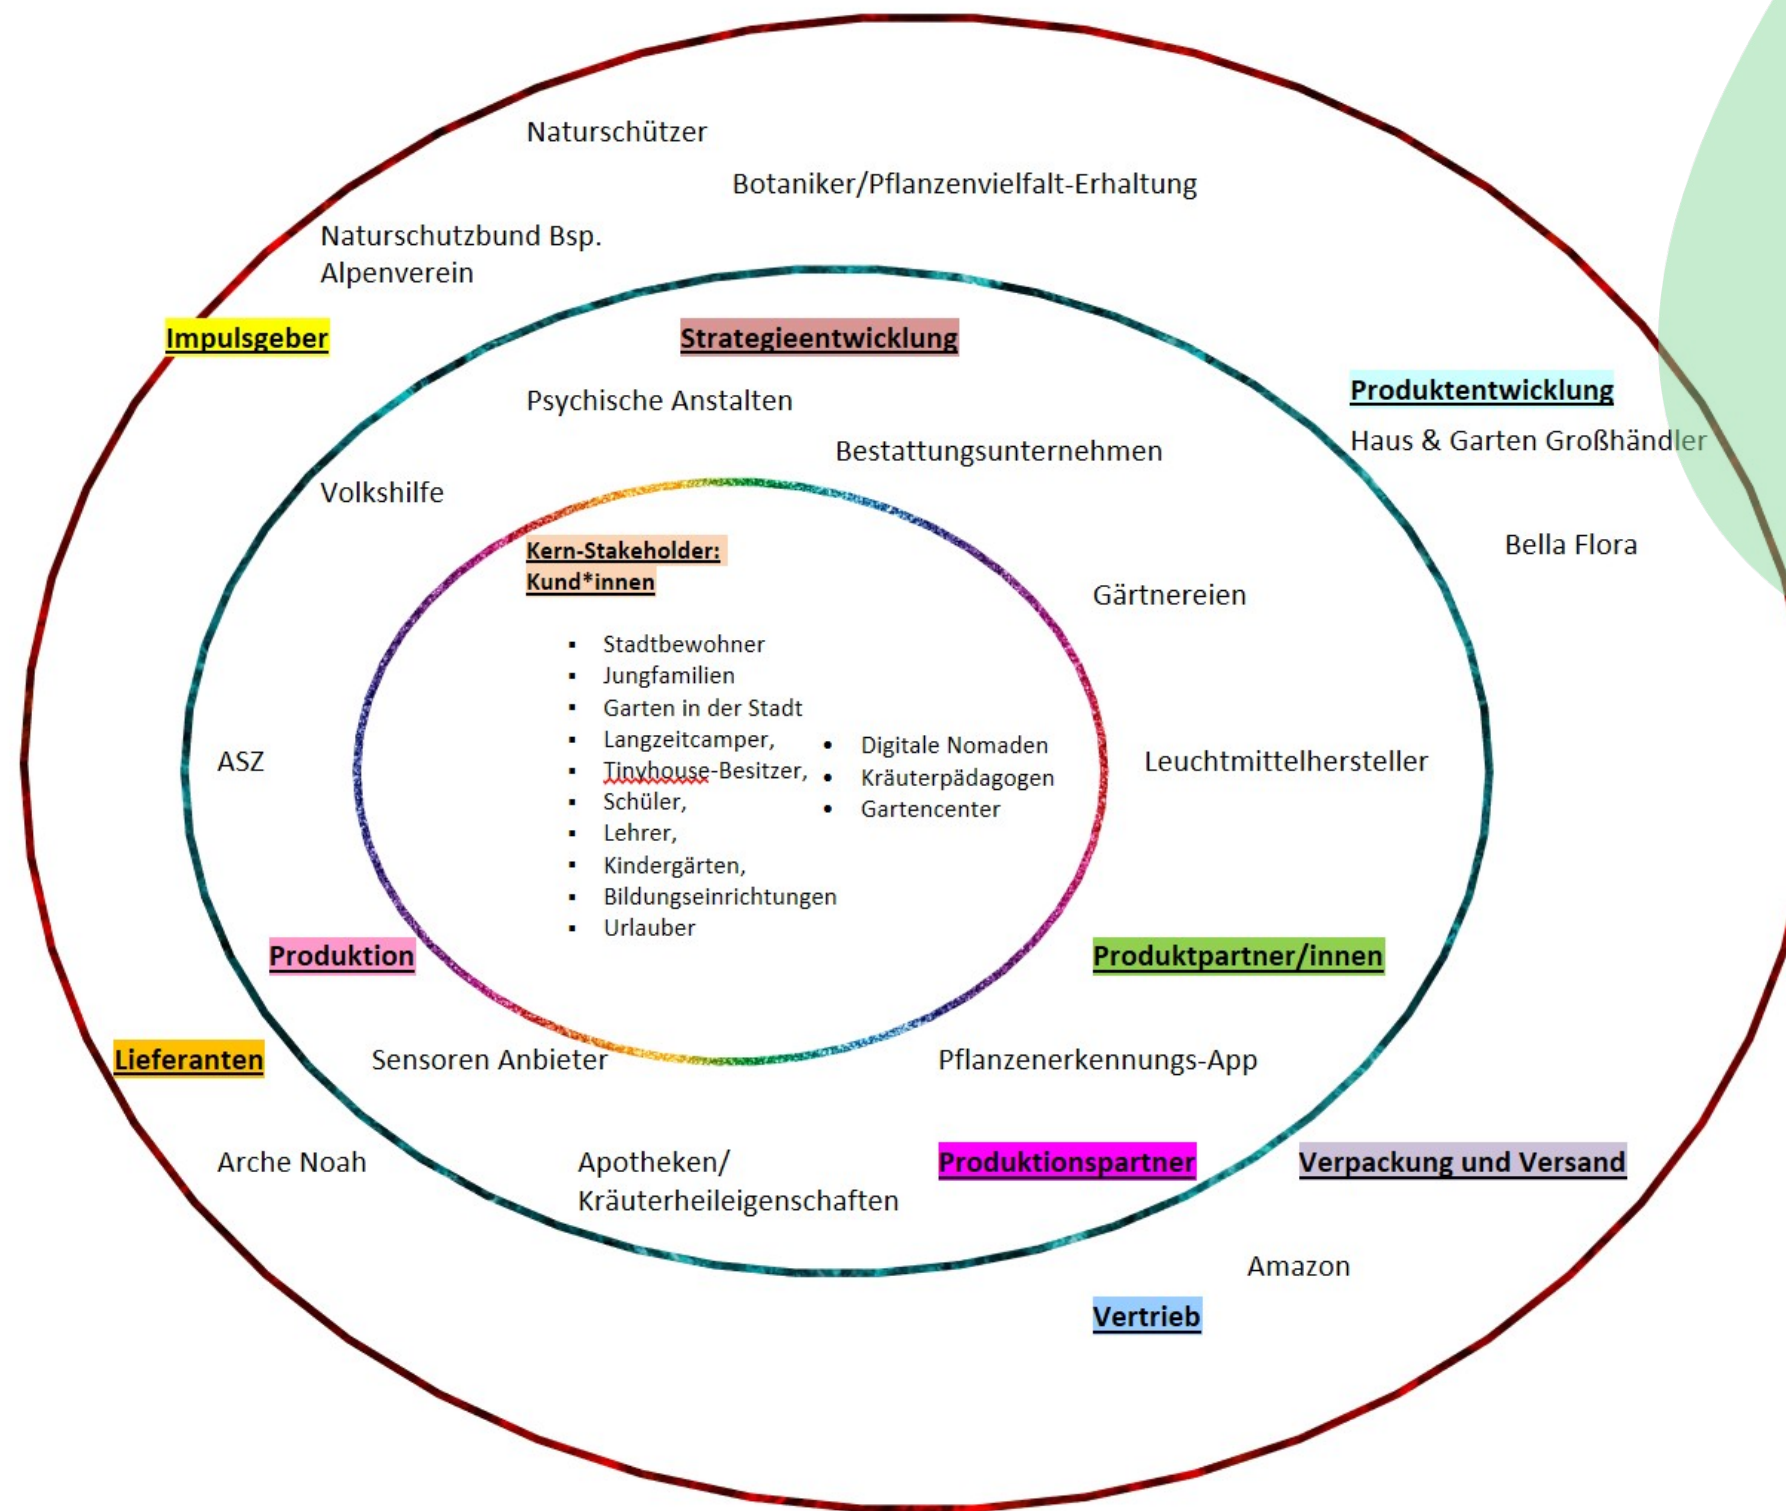 Naturschützer
Botaniker/Pflanzenvielfalt-Erhaltung
Naturschutzbund Bsp.
Alpenverein
Impulsgeber
Strategieentwicklung
Produktentwicklung
Psychische Anstalten
Haus & Garten Großhändler
Bestattungsunternehmen
Volkshilfe
Bella Flora
Kern-Stakeholder:
Kund*innen
Gärtnereien
▪ Stadtbewohner
▪ Jungfamilien
▪ Garten in der Stadt
▪ Langzeitcamper,
▪ Tinyhouse-Besitzer,
▪ Schüler,
▪ Lehrer,
▪ Kindergärten,
▪ Bildungseinrichtungen
▪ Urlauber
• Digitale Nomaden
• Kräuterpädagogen
• Gartencenter
ASZ
Leuchtmittelhersteller
Produktion
Produktpartner/innen
Lieferanten
Sensoren Anbieter
Pflanzenerkennungs-App
Arche Noah
Apotheken/
Kräuterheileigenschaften
Produktionspartner
Verpackung und Versand
Amazon
Vertrieb